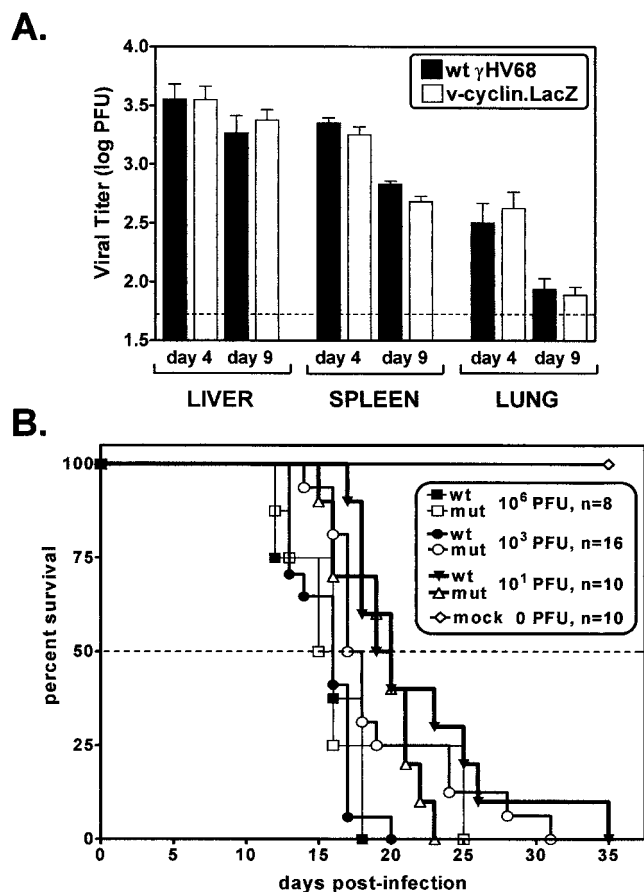 A.
Viral Titer (log PFU)
4.0
3.5
3.0
2.5
2.0
1.5
wt γHV68
v-cyclin.LacZ
day 4 day 9 day 4 day 9 day 4 day 9
LIVER SPLEEN LUNG
B.
percent survival
100
75
50
25
0
wt
mut 10⁶ PFU, n=8
wt
mut 10³ PFU, n=16
wt
mut 10¹ PFU, n=10
mock 0 PFU, n=10
0 5 10 15 20 25 30 35
days post-infection